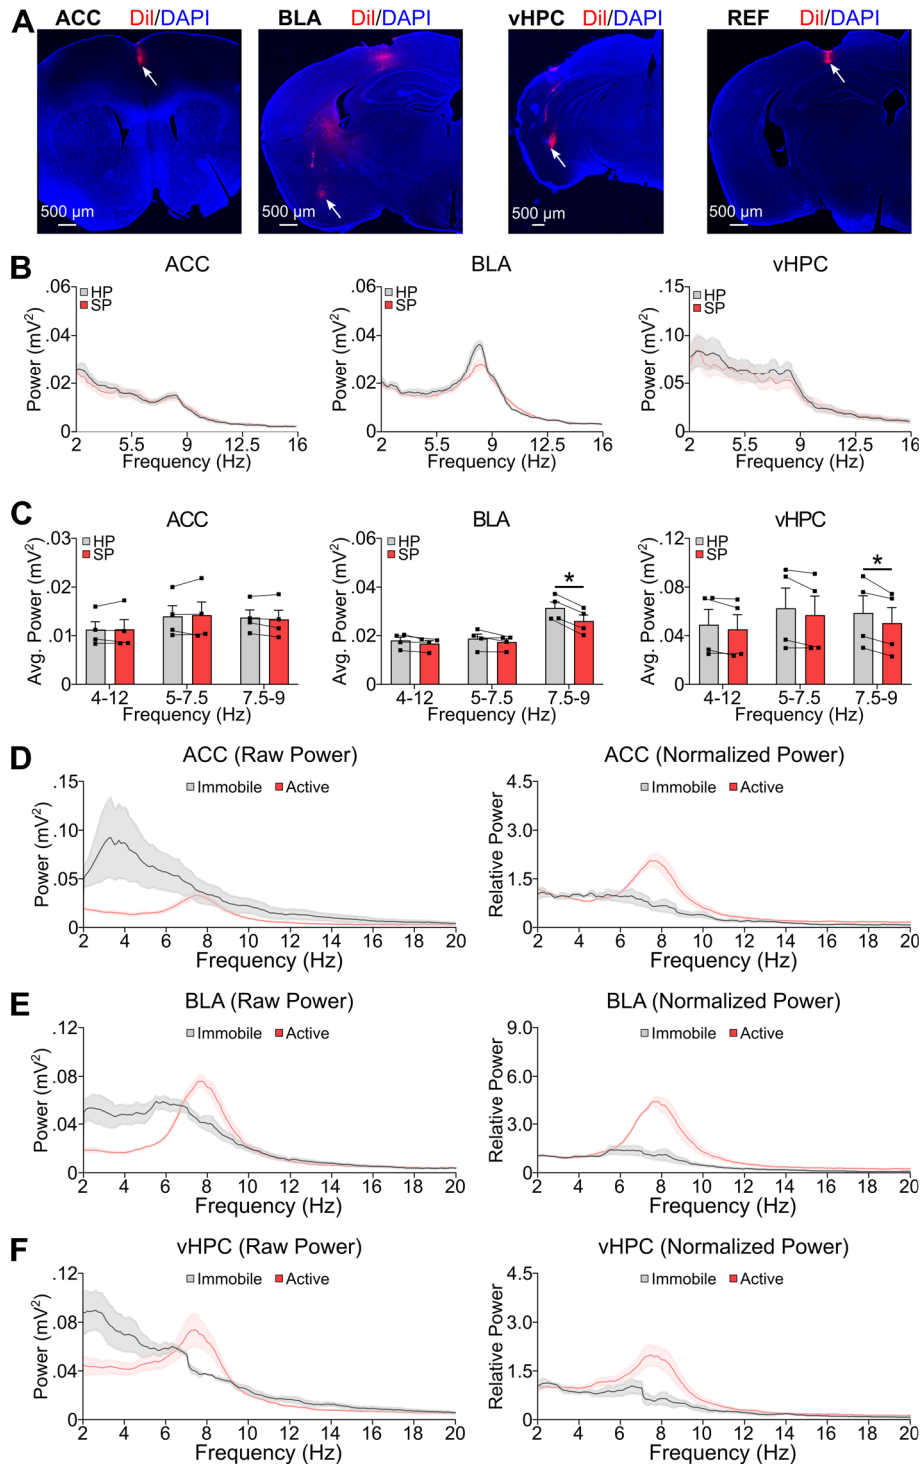 A
ACC DiI/DAPI
BLA DiI/DAPI
vHPC DiI/DAPI
REF DiI/DAPI
500 µm
500 µm
500 µm
500 µm
B
ACC
BLA
vHPC
Power (mV²)
.06
.04
.02
0
HP
SP
2 5.5 9 12.5 16
Frequency (Hz)
Power (mV²)
.06
.04
.02
0
HP
SP
2 5.5 9 12.5 16
Frequency (Hz)
Power (mV²)
.15
.10
.05
0
HP
SP
2 5.5 9 12.5 16
Frequency (Hz)
C
ACC
BLA
vHPC
Avg. Power (mV²)
.03
.02
.01
0
HP
SP
4-12 5-7.5 7.5-9
Frequency (Hz)
Avg. Power (mV²)
.06
.04
.02
0
HP
SP
*
4-12 5-7.5 7.5-9
Frequency (Hz)
Avg. Power (mV²)
.12
.08
.04
0
HP
SP
*
4-12 5-7.5 7.5-9
Frequency (Hz)
D
ACC (Raw Power)
Power (mV²)
.15
.10
.05
0
Immobile Active
2 4 6 8 10 12 14 16 18 20
Frequency (Hz)
ACC (Normalized Power)
Relative Power
4.5
3.0
1.5
0
Immobile Active
2 4 6 8 10 12 14 16 18 20
Frequency (Hz)
E
BLA (Raw Power)
Power (mV²)
.12
.08
.04
0
Immobile Active
2 4 6 8 10 12 14 16 18 20
Frequency (Hz)
BLA (Normalized Power)
Relative Power
9.0
6.0
3.0
0
Immobile Active
2 4 6 8 10 12 14 16 18 20
Frequency (Hz)
F
vHPC (Raw Power)
Power (mV²)
.12
.08
.04
0
Immobile Active
2 4 6 8 10 12 14 16 18 20
Frequency (Hz)
vHPC (Normalized Power)
Relative Power
4.5
3.0
1.5
0
Immobile Active
2 4 6 8 10 12 14 16 18 20
Frequency (Hz)